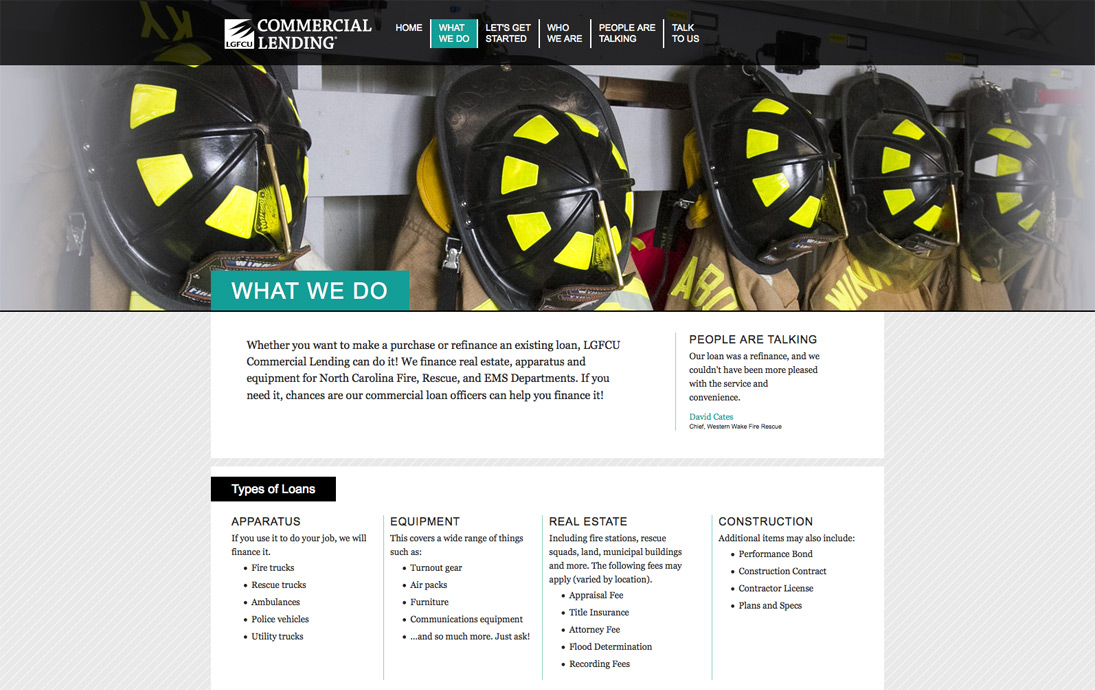 LGFCU
COMMERCIAL
LENDING
HOME
WHAT
WE DO
LET'S GET
STARTED
WHO
WE ARE
PEOPLE ARE
TALKING
TALK
TO US
WINN
WHAT WE DO
Whether you want to make a purchase or refinance an existing loan, LGFCU
Commercial Lending can do it! We finance real estate, apparatus and
equipment for North Carolina Fire, Rescue, and EMS Departments. If you
need it, chances are our commercial loan officers can help you finance it!
PEOPLE ARE TALKING
Our loan was a refinance, and we
couldn't have been more pleased
with the service and
convenience.
David Cates
Chief, Western Wake Fire Rescue
Types of Loans
APPARATUS
If you use it to do your job, we will
finance it.
• Fire trucks
• Rescue trucks
• Ambulances
• Police vehicles
• Utility trucks
EQUIPMENT
This covers a wide range of things
such as:
• Turnout gear
• Air packs
• Furniture
• Communications equipment
• ...and so much more. Just ask!
REAL ESTATE
Including fire stations, rescue
squads, land, municipal buildings
and more. The following fees may
apply (varied by location).
• Appraisal Fee
• Title Insurance
• Attorney Fee
• Flood Determination
• Recording Fees
CONSTRUCTION
Additional items may also include:
• Performance Bond
• Construction Contract
• Contractor License
• Plans and Specs